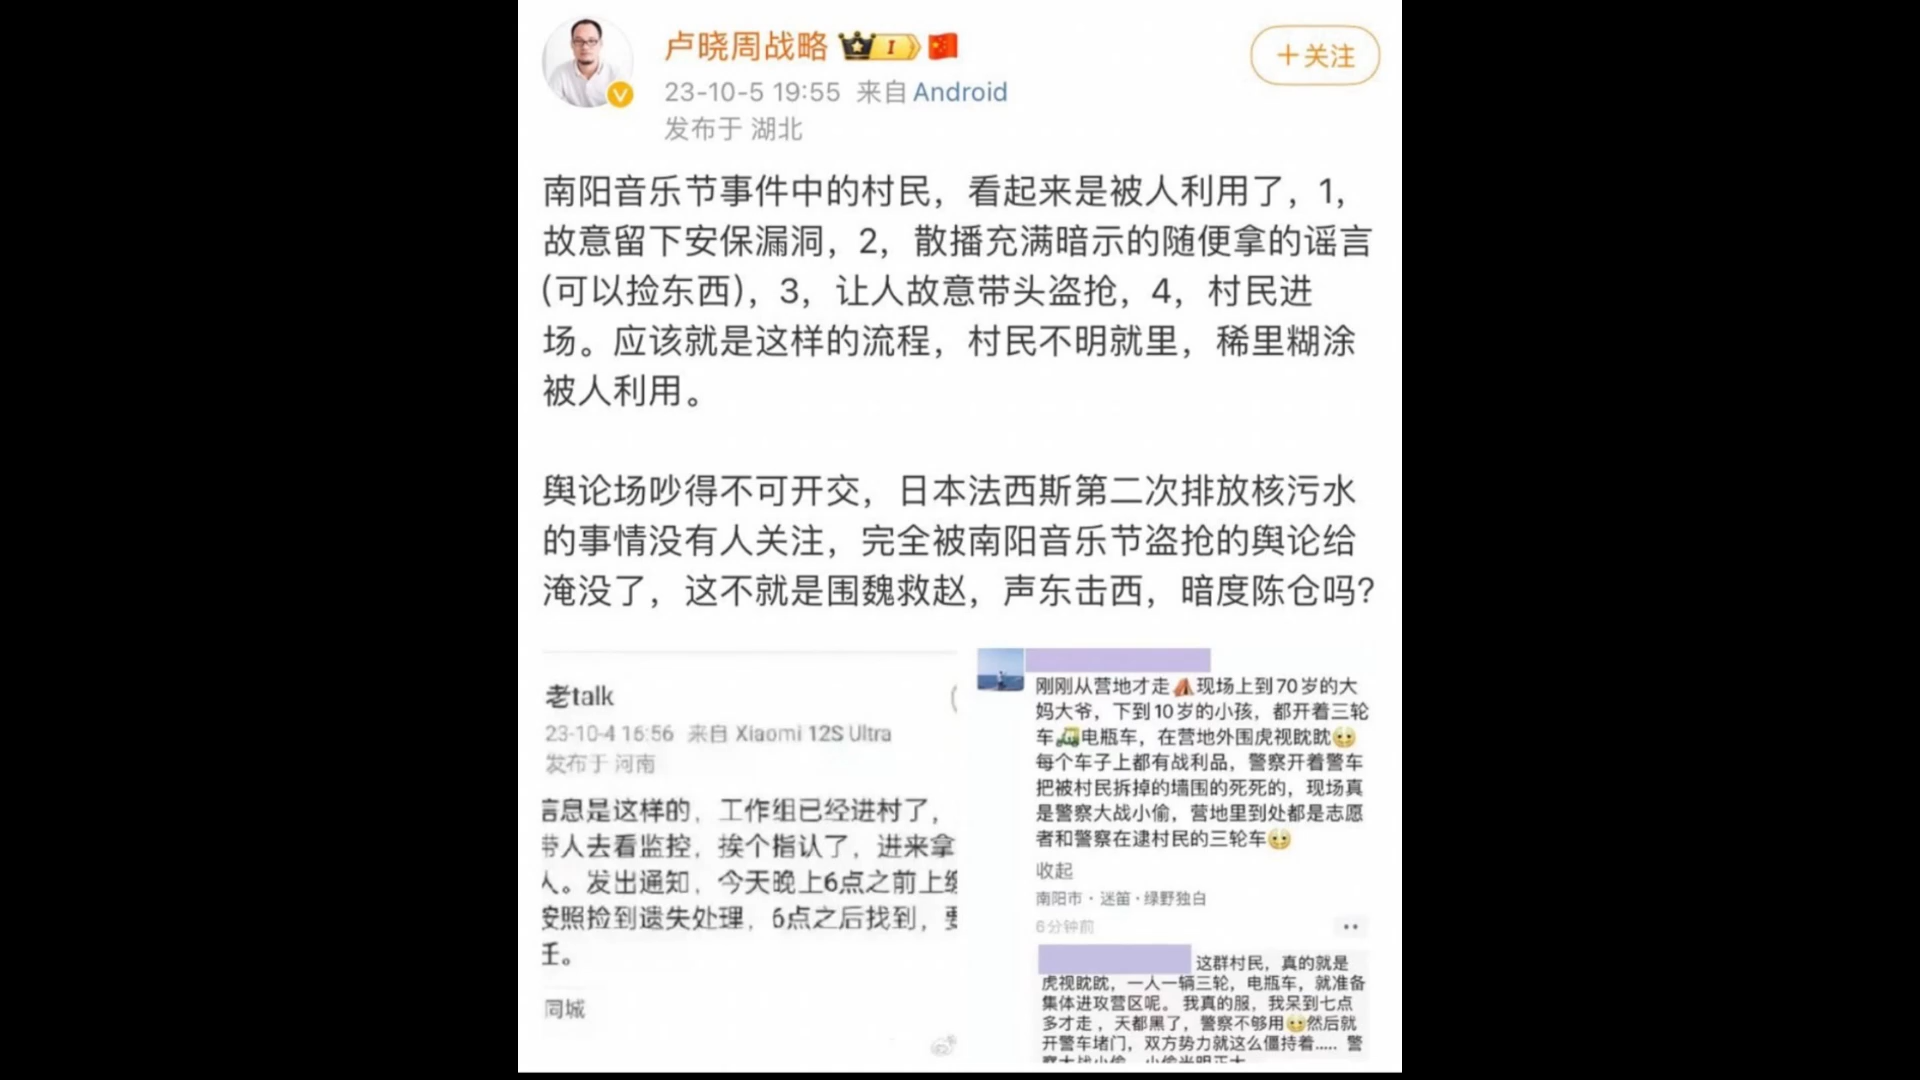 卢晓周战略
I
23-10-5 19:55 来自 Android
发布于 湖北
+关注
南阳音乐节事件中的村民，看起来是被人利用了，1，
故意留下安保漏洞，2，散播充满暗示的随便拿的谣言
(可以捡东西)，3，让人故意带头盗抢，4，村民进
场。应该就是这样的流程，村民不明就里，稀里糊涂
被人利用。
舆论场吵得不可开交，日本法西斯第二次排放核污水
的事情没有人关注，完全被南阳音乐节盗抢的舆论给
淹没了，这不就是围魏救赵，声东击西，暗度陈仓吗?
老talk
23-10-4 16:56 来自 Xiaomi 12S Ultra
发布于 河南
信息是这样的，工作组已经进村了，
带人去看监控，挨个指认了，进来拿
人。发出通知，今天晚上6点之前上
按照捡到遗失处理，6点之后找到，要
任。
同城
刚刚从营地才走⛺现场上到70岁的大
妈大爷，下到10岁的小孩，都开着三轮
车🛺电瓶车，在营地外围虎视眈眈🥹
每个车子上都有战利品，警察开着警车
把被村民拆掉的墙围的死死的，现场真
是警察大战小偷，营地里到处都是志愿
者和警察在逮村民的三轮车🥹
收起
南阳市·迷笛·绿野独白
6分钟前
这群村民，真的就是
虎视眈眈，一人一辆三轮，电瓶车，就准备
集体进攻营区呢。我真的服，我呆到七点
多才走，天都黑了，警察不够用🥹然后就
开警车堵门，双方势力就这么僵持着..... 警
察大战小偷，小偷光明正大